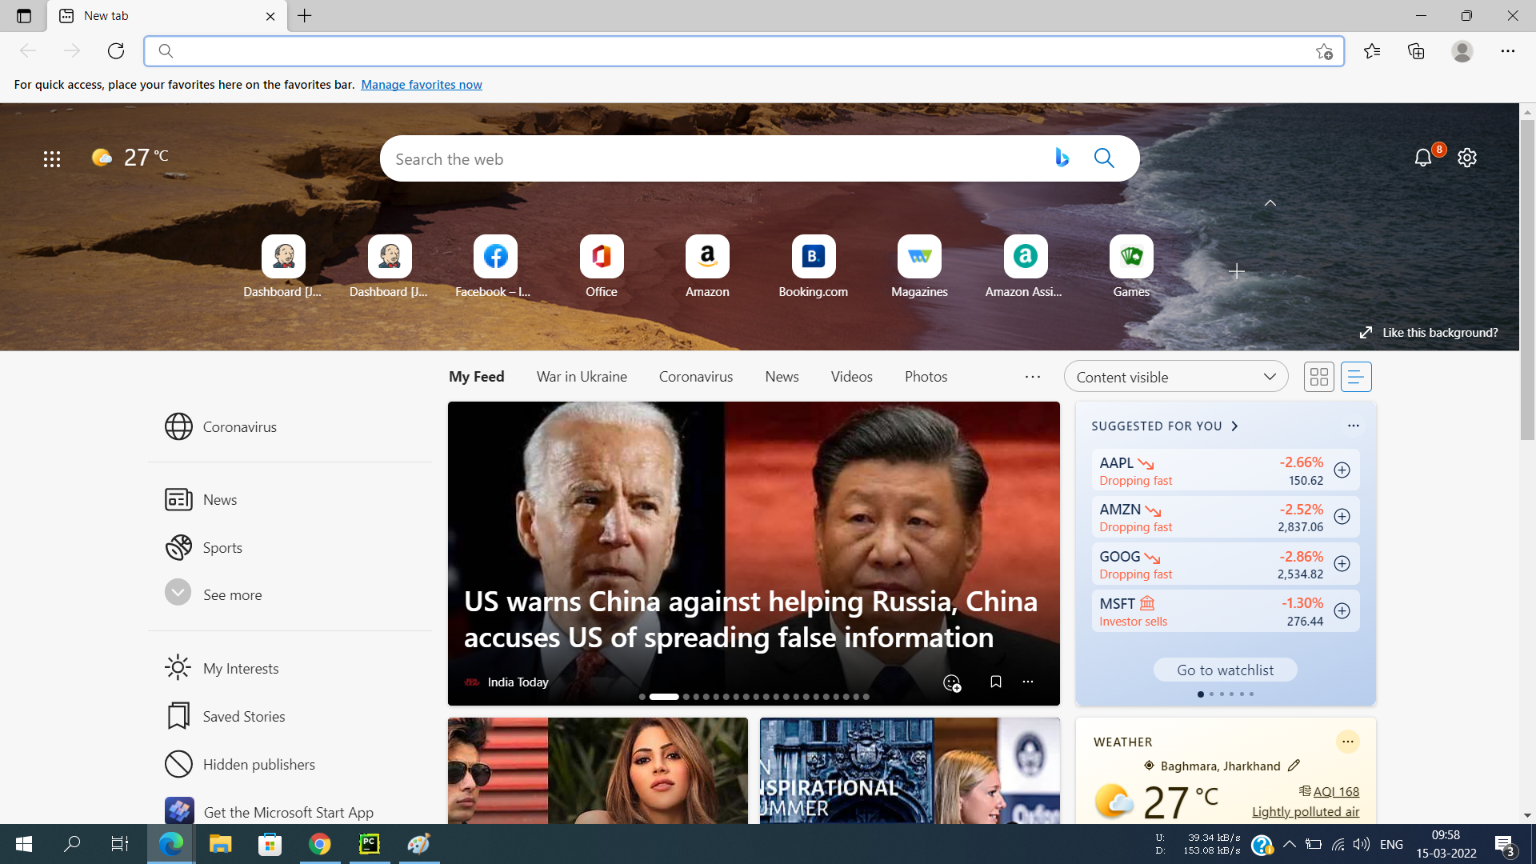 New tab
For quick access, place your favorites here on the favorites bar. Manage favorites now
27 °C
Search the web
8
Dashboard [J...
Dashboard [J...
Facebook – l...
Office
Amazon
B.
Booking.com
Magazines
Amazon Assi...
Games
Like this background?
My Feed
War in Ukraine
Coronavirus
News
Videos
Photos
Content visible
Coronavirus
News
Sports
See more
My Interests
Saved Stories
Hidden publishers
Get the Microsoft Start App
US warns China against helping Russia, China
accuses US of spreading false information
India Today
SUGGESTED FOR YOU
AAPL -2.66%
Dropping fast 150.62
AMZN -2.52%
Dropping fast 2,837.06
GOOG -2.86%
Dropping fast 2,534.82
MSFT -1.30%
Investor sells 276.44
Go to watchlist
WEATHER
Baghmara, Jharkhand
27 °C
AQI 168
Lightly polluted air
PC
U: 39.34 kB/s
D: 153.08 kB/s
ENG
09:58
15-03-2022
3